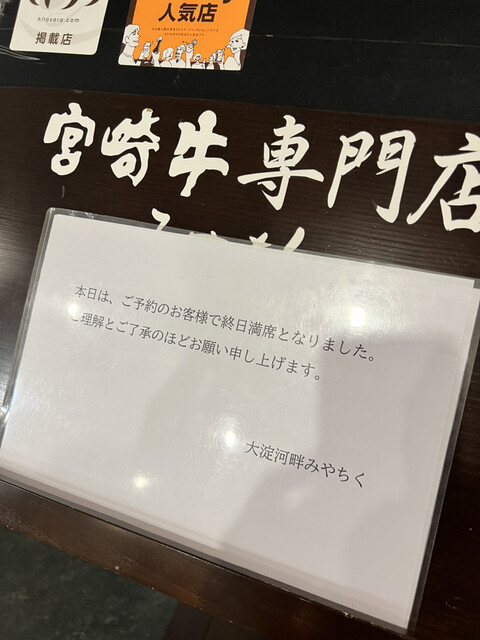 hitosara.com
掲載店
人気店
宮崎牛専門店
本日は、ご予約のお客様で終日満席となりました。
ご理解とご了承のほどお願い申し上げます。
大淀河畔みやちく